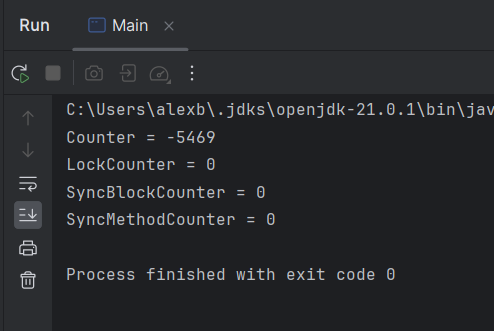 Run Main
C:\Users\alexb\.jdks\openjdk-21.0.1\bin\jav
Counter = -5469
LockCounter = 0
SyncBlockCounter = 0
SyncMethodCounter = 0
Process finished with exit code 0